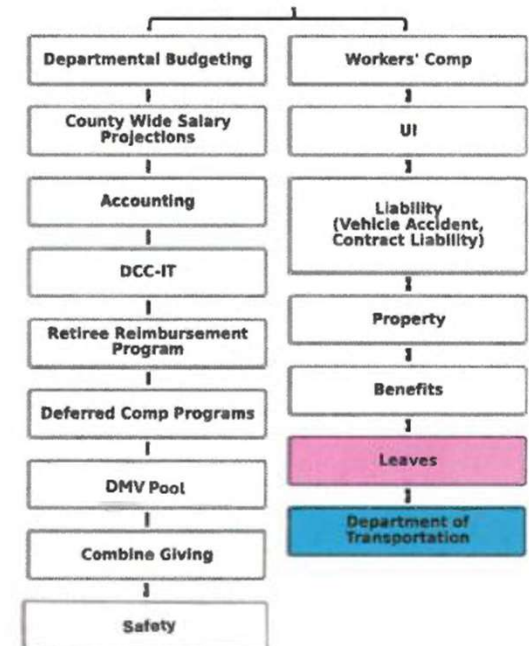 Departmental Budgeting
County Wide Salary
Projections
Accounting
DCC-IT
Retiree Reimbursement
Program
Deferred Comp Programs
DMV Pool
Combine Giving
Safety
Workers' Comp
UI
Liability
(Vehicle Accident,
Contract Liability)
Property
Benefits
Leaves
Department of
Transportation